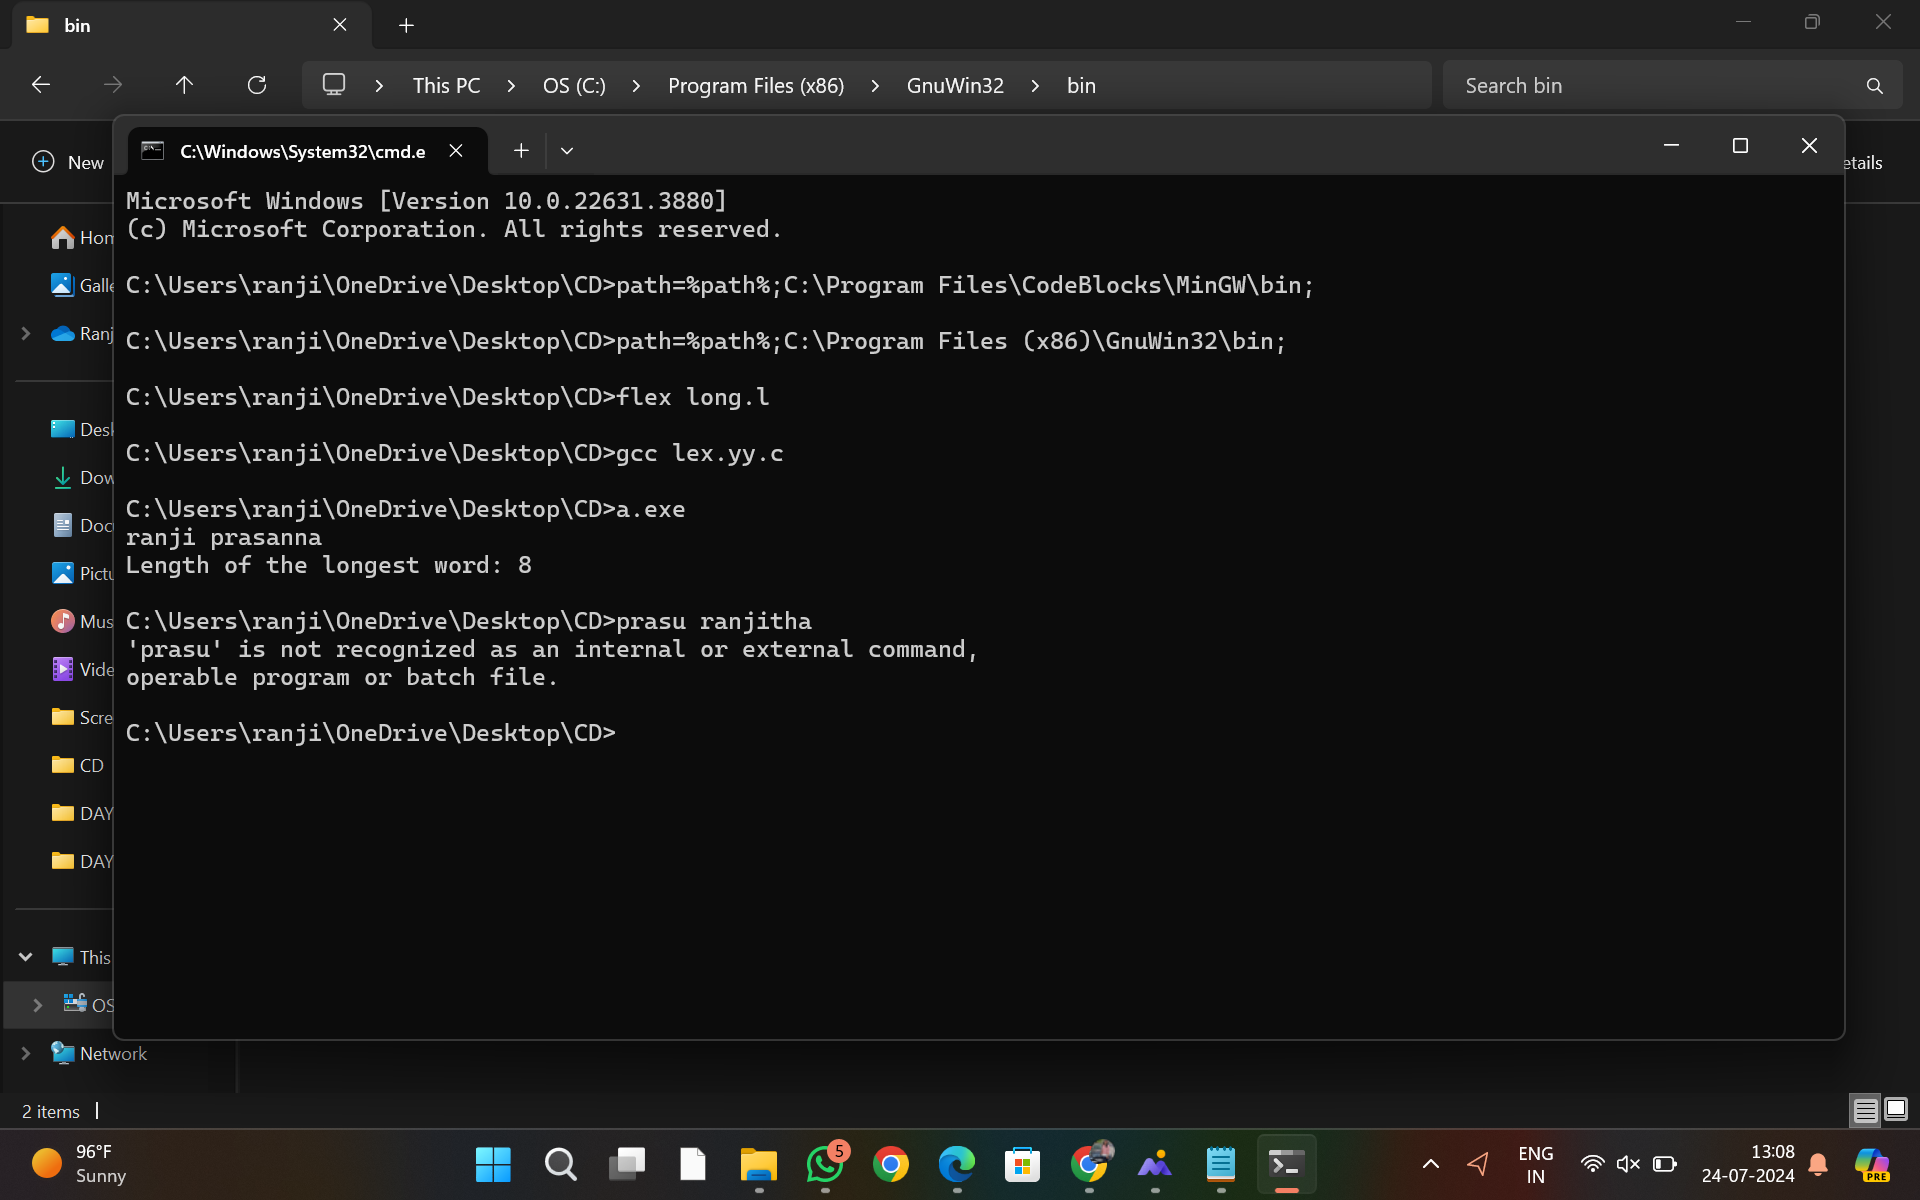 bin
This PC > OS (C:) > Program Files (x86) > GnuWin32 > bin
Search bin
C:\Windows\System32\cmd.e
New
Microsoft Windows [Version 10.0.22631.3880]
(c) Microsoft Corporation. All rights reserved.
C:\Users\ranji\OneDrive\Desktop\CD>path=%path%;C:\Program Files\CodeBlocks\MinGW\bin;
C:\Users\ranji\OneDrive\Desktop\CD>path=%path%;C:\Program Files (x86)\GnuWin32\bin;
C:\Users\ranji\OneDrive\Desktop\CD>flex long.l
C:\Users\ranji\OneDrive\Desktop\CD>gcc lex.yy.c
C:\Users\ranji\OneDrive\Desktop\CD>a.exe
ranji prasanna
Length of the longest word: 8
C:\Users\ranji\OneDrive\Desktop\CD>prasu ranjitha
'prasu' is not recognized as an internal or external command,
operable program or batch file.
C:\Users\ranji\OneDrive\Desktop\CD>
etails
Hom
Galle
Ranj
Desk
Dow
Doc
Pictu
Mus
Vide
Scre
CD
DAY
DAY
This
OS
Network
2 items
96°F
Sunny
5
ENG
IN
13:08
24-07-2024
PRE